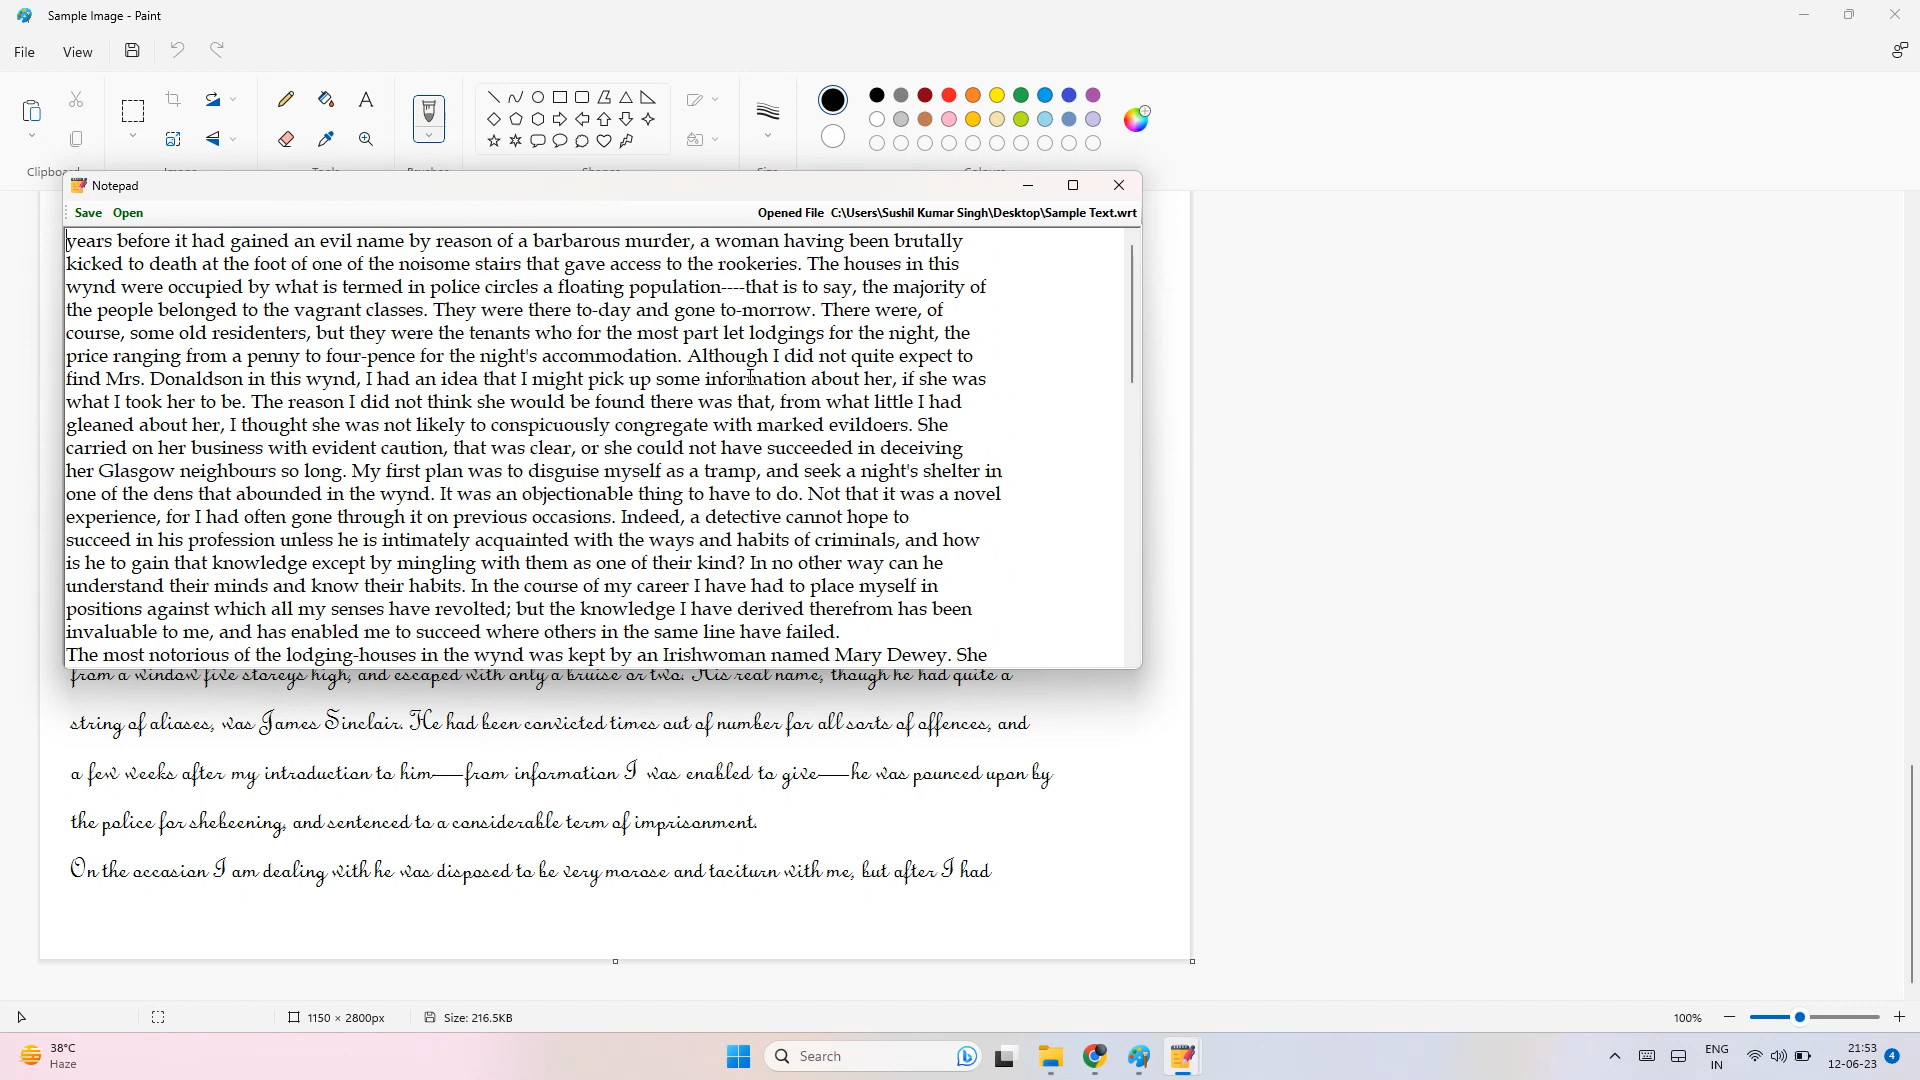 Sample Image - Paint
File View
Clipboard
Notepad
Save Open Opened File C:\Users\Sushil Kumar Singh\Desktop\Sample Text.wrt
years before it had gained an evil name by reason of a barbarous murder, a woman having been brutally
kicked to death at the foot of one of the noisome stairs that gave access to the rookeries. The houses in this
wynd were occupied by what is termed in police circles a floating population----that is to say, the majority of
the people belonged to the vagrant classes. They were there to-day and gone to-morrow. There were, of
course, some old residenters, but they were the tenants who for the most part let lodgings for the night, the
price ranging from a penny to four-pence for the night's accommodation. Although I did not quite expect to
find Mrs. Donaldson in this wynd, I had an idea that I might pick up some information about her, if she was
what I took her to be. The reason I did not think she would be found there was that, from what little I had
gleaned about her, I thought she was not likely to conspicuously congregate with marked evildoers. She
carried on her business with evident caution, that was clear, or she could not have succeeded in deceiving
her Glasgow neighbours so long. My first plan was to disguise myself as a tramp, and seek a night's shelter in
one of the dens that abounded in the wynd. It was an objectionable thing to have to do. Not that it was a novel
experience, for I had often gone through it on previous occasions. Indeed, a detective cannot hope to
succeed in his profession unless he is intimately acquainted with the ways and habits of criminals, and how
is he to gain that knowledge except by mingling with them as one of their kind? In no other way can he
understand their minds and know their habits. In the course of my career I have had to place myself in
positions against which all my senses have revolted; but the knowledge I have derived therefrom has been
invaluable to me, and has enabled me to succeed where others in the same line have failed.
The most notorious of the lodging-houses in the wynd was kept by an Irishwoman named Mary Dewey. She
from a window five storeys high, and escaped with only a bruise or two. His real name, though he had quite a
string of aliases, was James Sinclair. He had been convicted times out of number for all sorts of offences, and
a few weeks after my introduction to him—from information I was enabled to give—he was pounced upon by
the police for shebeening, and sentenced to a considerable term of imprisonment.
On the occasion I am dealing with he was disposed to be very morose and taciturn with me, but after I had
1150 × 2800px Size: 216.5KB 100%
38°C
Haze
Search
ENG
IN
21:53
12-06-23
4